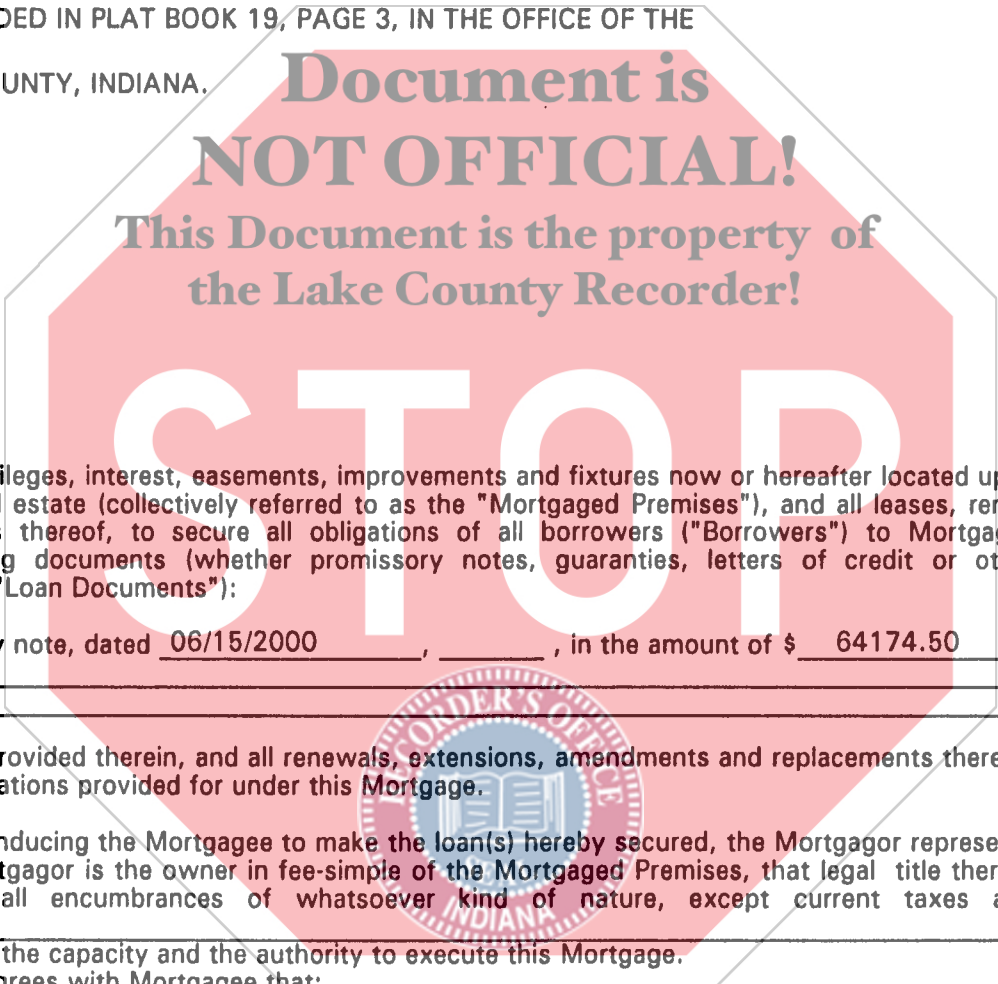 DED IN PLAT BOOK 19, PAGE 3, IN THE OFFICE OF THE
UNTY, INDIANA.
Document is
NOT OFFICIAL!
This Document is the property of
the Lake County Recorder!
STOP
ileges, interest, easements, improvements and fixtures now or hereafter located up
l estate (collectively referred to as the "Mortgaged Premises"), and all leases, ren
s thereof, to secure all obligations of all borrowers ("Borrowers") to Mortgag
g documents (whether promissory notes, guaranties, letters of credit or ot
"Loan Documents"):
y note, dated 06/15/2000 , , in the amount of $ 64174.50
RECORDER'S OFFICE
rovided therein, and all renewals, extensions, amendments and replacements there
ations provided for under this Mortgage.
nducing the Mortgagee to make the loan(s) hereby secured, the Mortgagor represe
tgagor is the owner in fee-simple of the Mortgaged Premises, that legal title ther
all encumbrances of whatsoever kind of nature, except current taxes a
INDIANA
the capacity and the authority to execute this Mortgage.
grees with Mortgagee that: